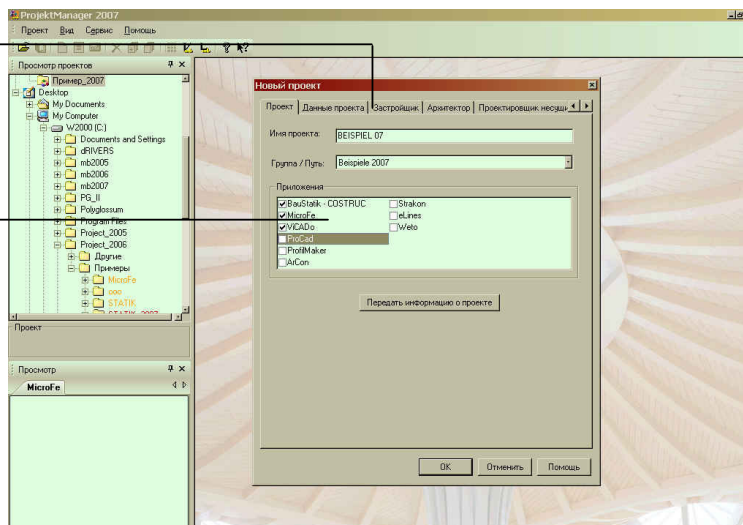 ProjektManager 2007
Проект Вид Сервис Помощь
Просмотр проектов
Пример_2007
Desktop
My Documents
My Computer
W2000 (C:)
Documents and Settings
dRIVERS
mb2005
mb2006
mb2007
PG_II
Polyglossum
Program Files
Project_2005
Project_2006
Другие
Примеры
MicroFe
ooo
STATIK
STATIK_2007
Проект
Просмотр
MicroFe
Новый проект
Проект Данные проекта Застройщик Архитектор Проектировщик несущи
Имя проекта: BEISPIEL 07
Группа / Путь: Beispiele 2007
Приложения
BauStatik - COSTRUC Strakon
MicroFe eLines
ViCADo Weto
ProCad
ProfilMaker
ArCon
Передать информацию о проекте
OK Отменить Помощь